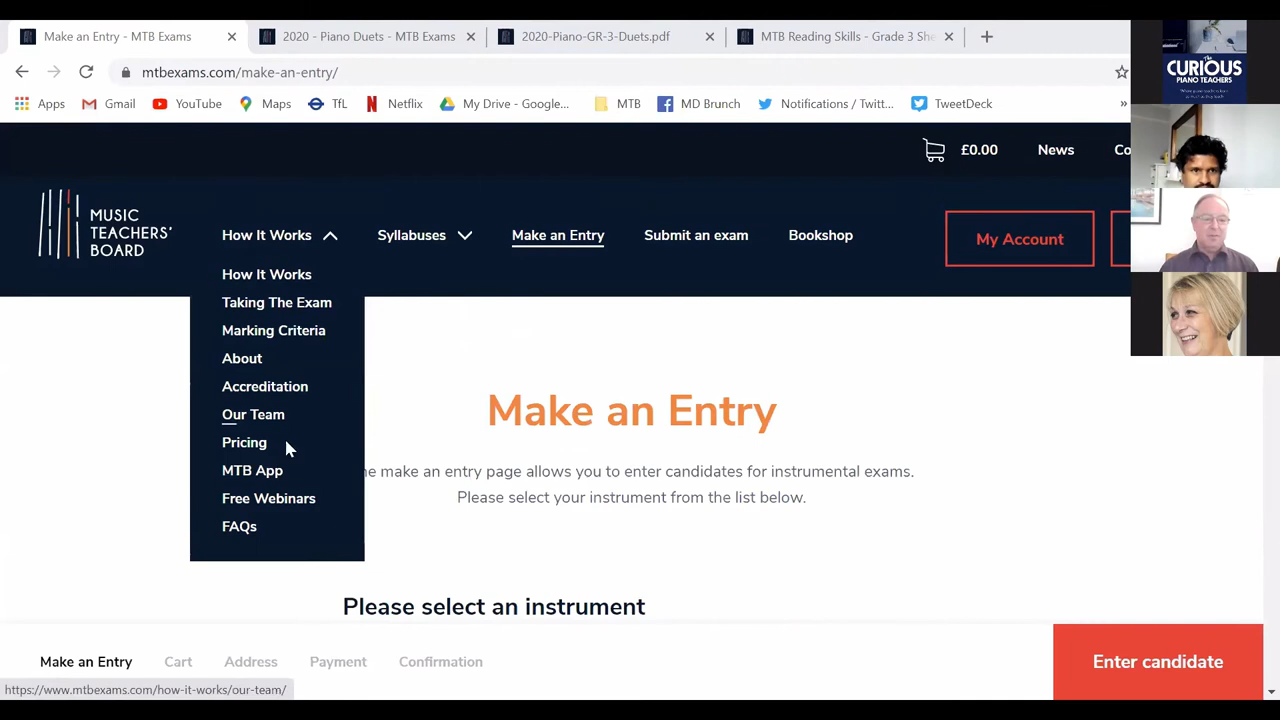 Make an Entry - MTB Exams
2020 - Piano Duets - MTB Exams
2020-Piano-GR-3-Duets.pdf
MTB Reading Skills - Grade 3 She
mtbexams.com/make-an-entry/
Apps
Gmail
YouTube
Maps
TfL
Netflix
My Drive - Google...
MTB
MD Brunch
Notifications / Twitt...
TweetDeck
»
The
CURIOUS
PIANO TEACHERS
£0.00
News
Co
MUSIC
TEACHERS'
BOARD
How It Works
Syllabuses
Make an Entry
Submit an exam
Bookshop
My Account
How It Works
Taking The Exam
Marking Criteria
About
Accreditation
Our Team
Pricing
MTB App
Free Webinars
FAQs
Make an Entry
he make an entry page allows you to enter candidates for instrumental exams.
Please select your instrument from the list below.
Please select an instrument
Make an Entry
Cart
Address
Payment
Confirmation
Enter candidate
https://www.mtbexams.com/how-it-works/our-team/